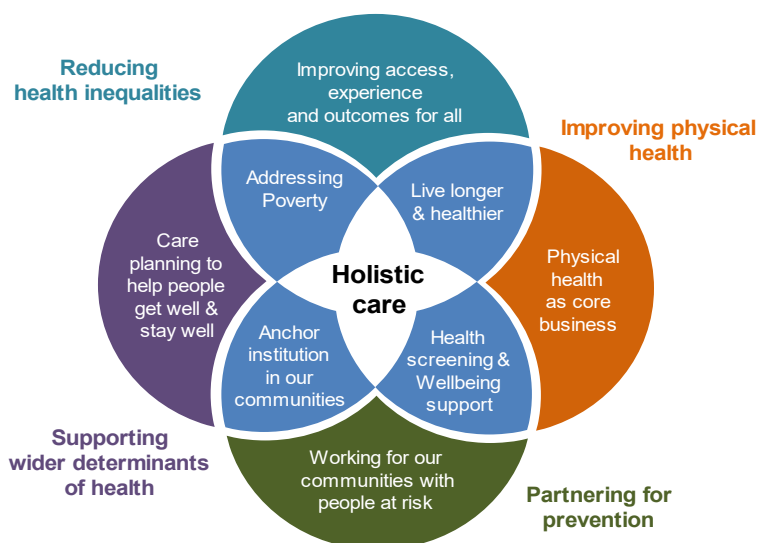 Reducing
health inequalities
Improving access,
experience
and outcomes for all
Improving physical
health
Addressing
Poverty
Live longer
& healthier
Care
planning to
help people
get well &
stay well
Holistic
care
Physical
health
as core
business
Anchor
institution
in our
communities
Health
screening &
Wellbeing
support
Supporting
wider determinants
of health
Working for our
communities with
people at risk
Partnering for
prevention